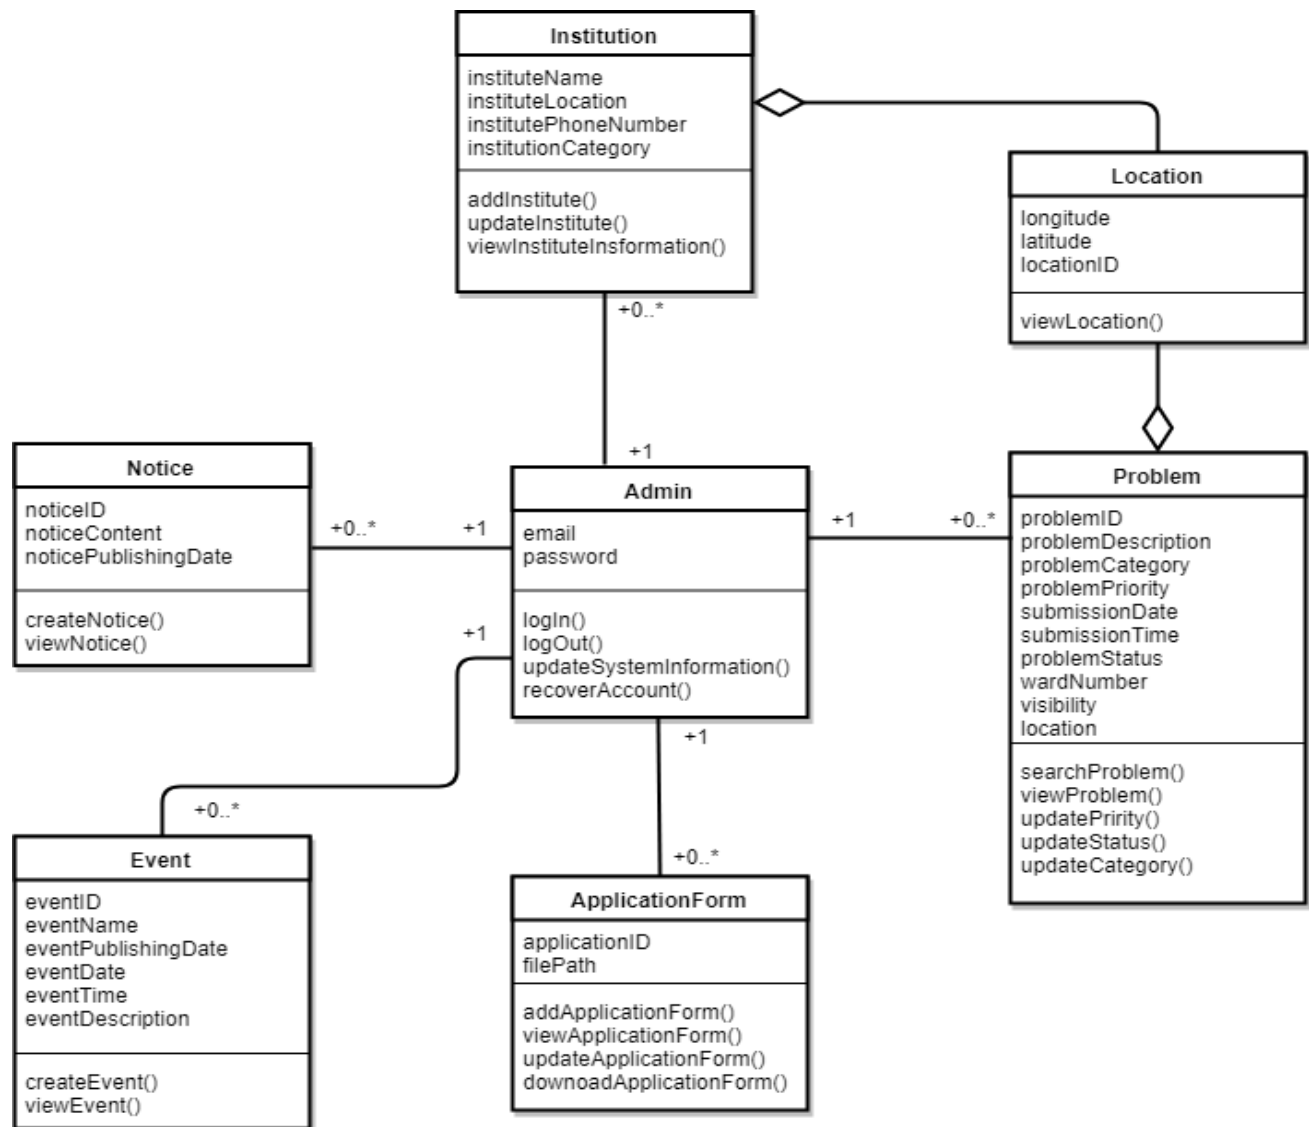 Institution
instituteName
instituteLocation
institutePhoneNumber
institutionCategory
addInstitute()
updateInstitute()
viewInstituteInsformation()
+0..*
Location
longitude
latitude
locationID
viewLocation()
Notice
noticeID
noticeContent
noticePublishingDate
createNotice()
viewNotice()
+0..*
+1
+1
Admin
email
password
logIn()
logOut()
updateSystemInformation()
recoverAccount()
+1
+0..*
Problem
problemID
problemDescription
problemCategory
problemPriority
submissionDate
submissionTime
problemStatus
wardNumber
visibility
location
searchProblem()
viewProblem()
updatePririty()
updateStatus()
updateCategory()
+1
+0..*
Event
eventID
eventName
eventPublishingDate
eventDate
eventTime
eventDescription
createEvent()
viewEvent()
+1
+0..*
ApplicationForm
applicationID
filePath
addApplicationForm()
viewApplicationForm()
updateApplicationForm()
downoadApplicationForm()